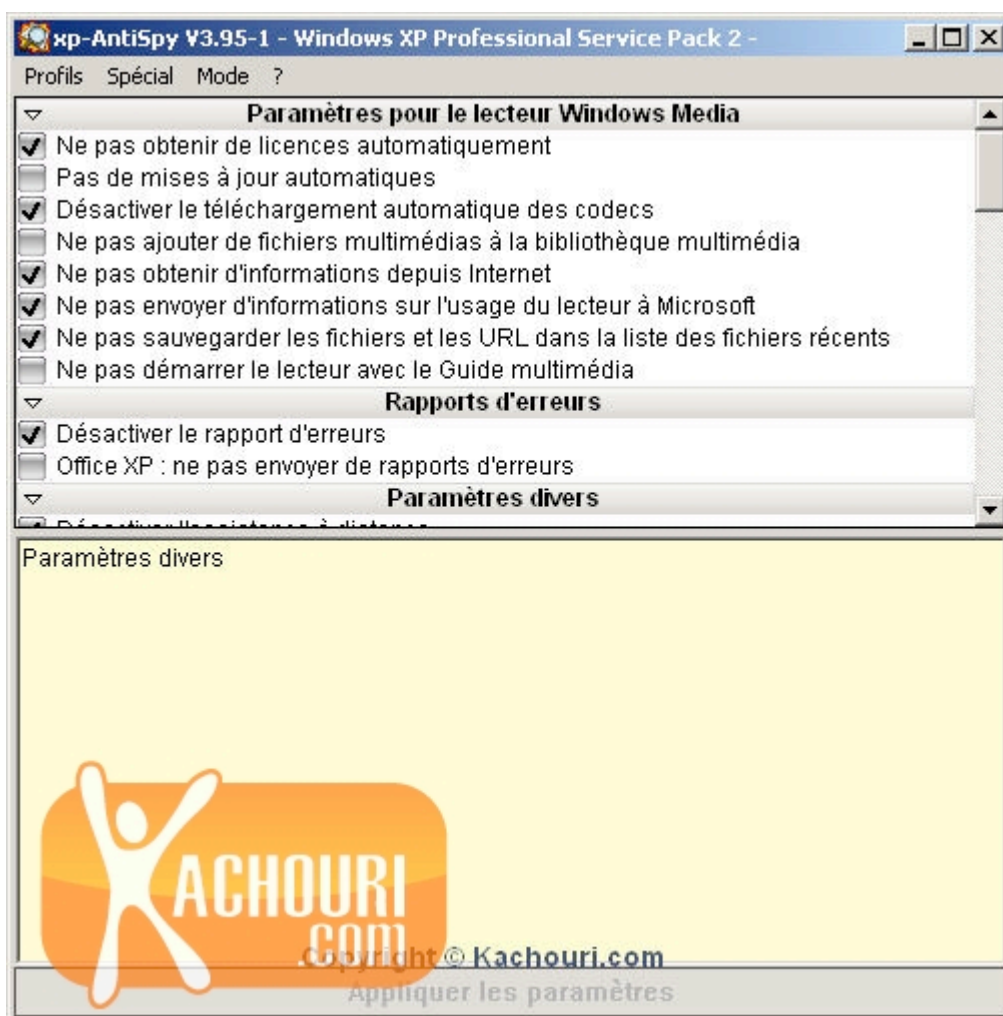 xp-AntiSpy V3.95-1 - Windows XP Professional Service Pack 2 -
Profils Spécial Mode ?
Paramètres pour le lecteur Windows Media
Ne pas obtenir de licences automatiquement
Pas de mises à jour automatiques
Désactiver le téléchargement automatique des codecs
Ne pas ajouter de fichiers multimédias à la bibliothèque multimédia
Ne pas obtenir d'informations depuis Internet
Ne pas envoyer d'informations sur l'usage du lecteur à Microsoft
Ne pas sauvegarder les fichiers et les URL dans la liste des fichiers récents
Ne pas démarrer le lecteur avec le Guide multimédia
Rapports d'erreurs
Désactiver le rapport d'erreurs
Office XP : ne pas envoyer de rapports d'erreurs
Paramètres divers
Désactiver l'assistance à distance
Paramètres divers
KACHOURI
.com
Copyright © Kachouri.com
Appliquer les paramètres